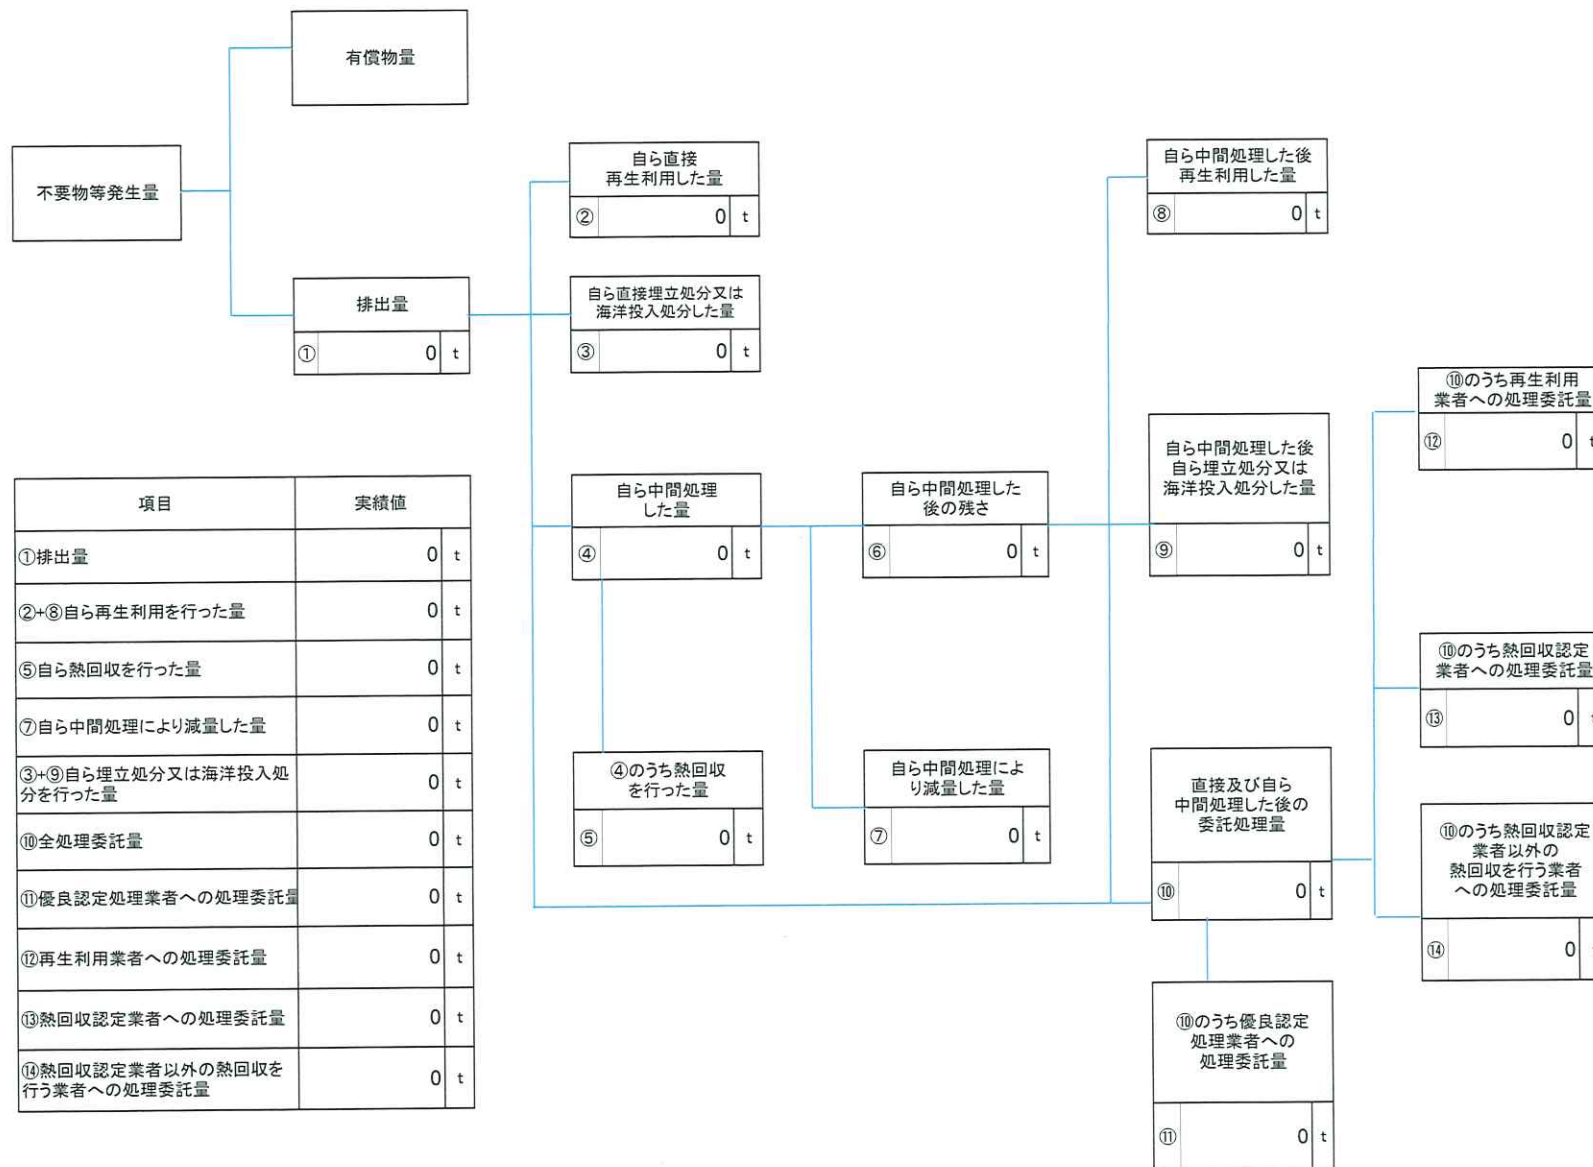 有償物量
不要物等発生量
排出量
① 0 t
自ら直接
再生利用した量
② 0 t
自ら直接埋立処分又は
海洋投入処分した量
③ 0 t
自ら中間処理
した量
④ 0 t
④のうち熱回収
を行った量
⑤ 0 t
自ら中間処理した
後の残さ
⑥ 0 t
自ら中間処理によ
り減量した量
⑦ 0 t
自ら中間処理した後
再生利用した量
⑧ 0 t
自ら中間処理した後
自ら埋立処分又は
海洋投入処分した量
⑨ 0 t
直接及び自ら
中間処理した後の
委託処理量
⑩ 0 t
⑩のうち優良認定
処理業者への
処理委託量
⑪ 0 t
⑩のうち再生利用
業者への処理委託量
⑫ 0 t
⑩のうち熱回収認定
業者への処理委託量
⑬ 0
⑩のうち熱回収認定
業者以外の
熱回収を行う業者
への処理委託量
⑭ 0
項目 実績値
①排出量 0 t
②+⑧自ら再生利用を行った量 0 t
⑤自ら熱回収を行った量 0 t
⑦自ら中間処理により減量した量 0 t
③+⑨自ら埋立処分又は海洋投入処
分を行った量 0 t
⑩全処理委託量 0 t
⑪優良認定処理業者への処理委託量 0 t
⑫再生利用業者への処理委託量 0 t
⑬熱回収認定業者への処理委託量 0 t
⑭熱回収認定業者以外の熱回収を
行う業者への処理委託量 0 t